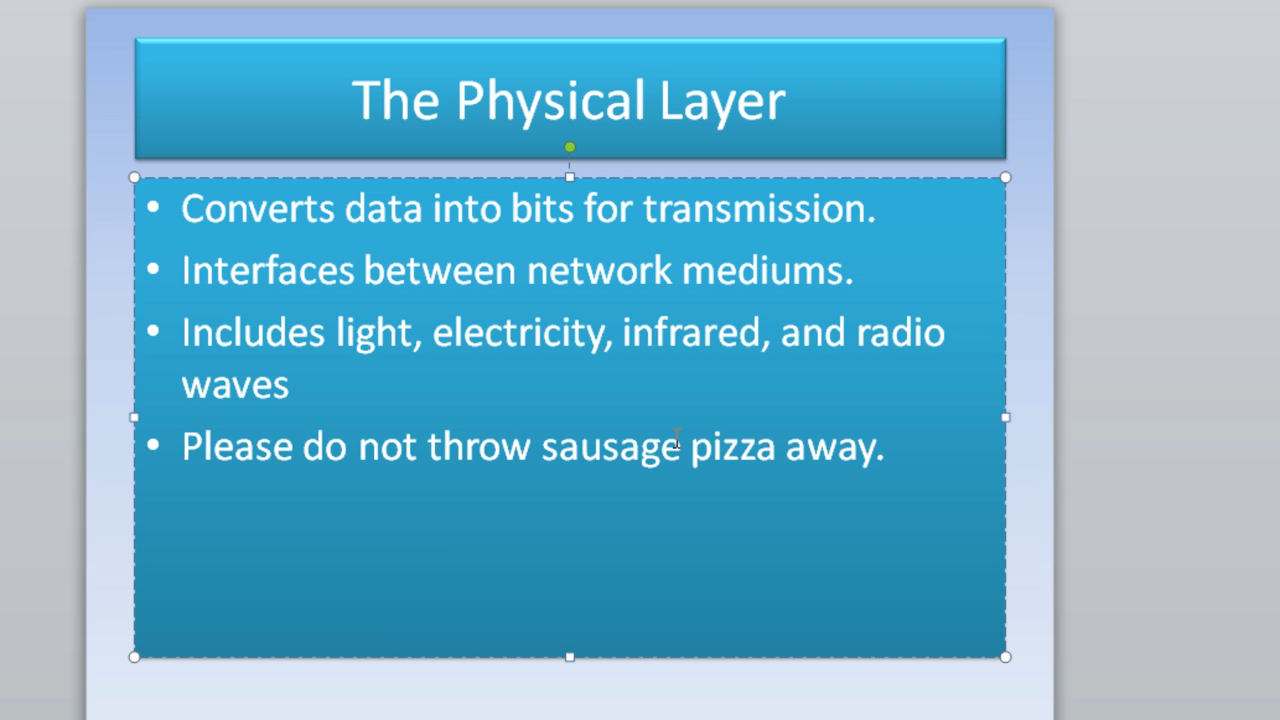 The Physical Layer
• Converts data into bits for transmission.
• Interfaces between network mediums.
• Includes light, electricity, infrared, and radio
waves
• Please do not throw sausage pizza away.